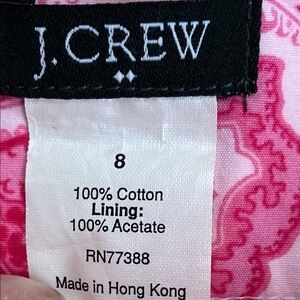 J.CREW
8
100% Cotton
Lining:
100% Acetate
RN77388
Made in Hong Kong